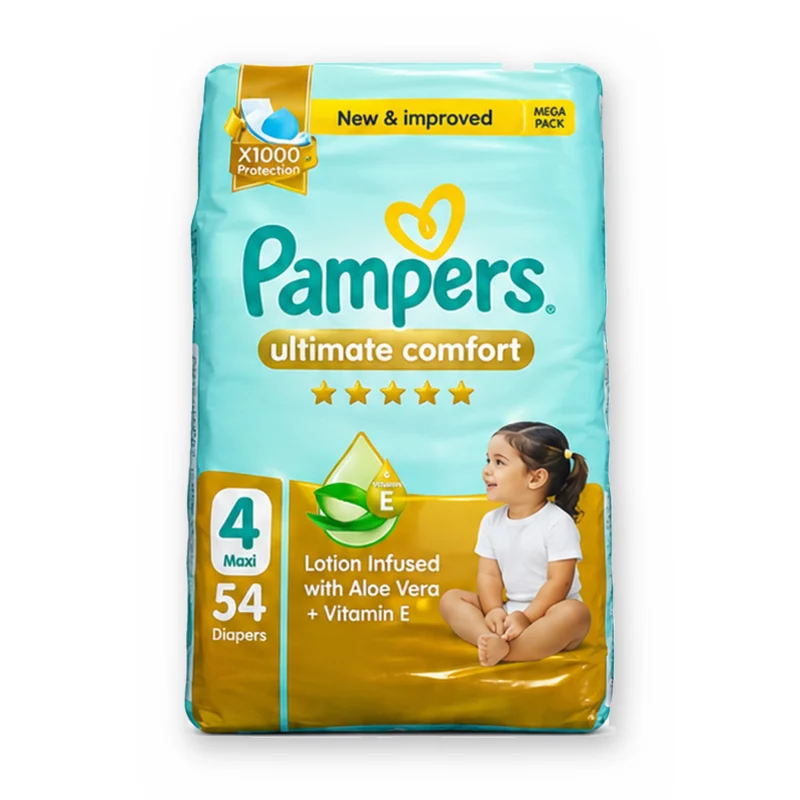 New & improved
MEGA
PACK
X1000
Protection
Pampers®
ultimate comfort
VITAMIN
E
4
Maxi
54
Diapers
Lotion Infused
with Aloe Vera
+ Vitamin E